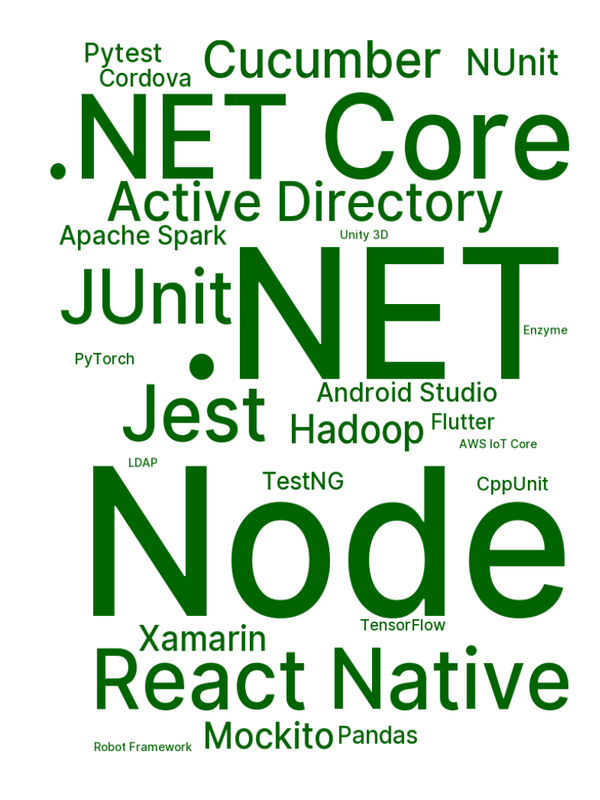 Pytest
Cucumber
NUnit
Cordova
.NET Core
Active Directory
Apache Spark
Unity 3D
JUnit
.NET
Enzyme
PyTorch
Jest
Android Studio
Hadoop
Flutter
AWS IoT Core
LDAP
TestNG
CppUnit
Node
TensorFlow
Xamarin
React Native
Mockito
Pandas
Robot Framework